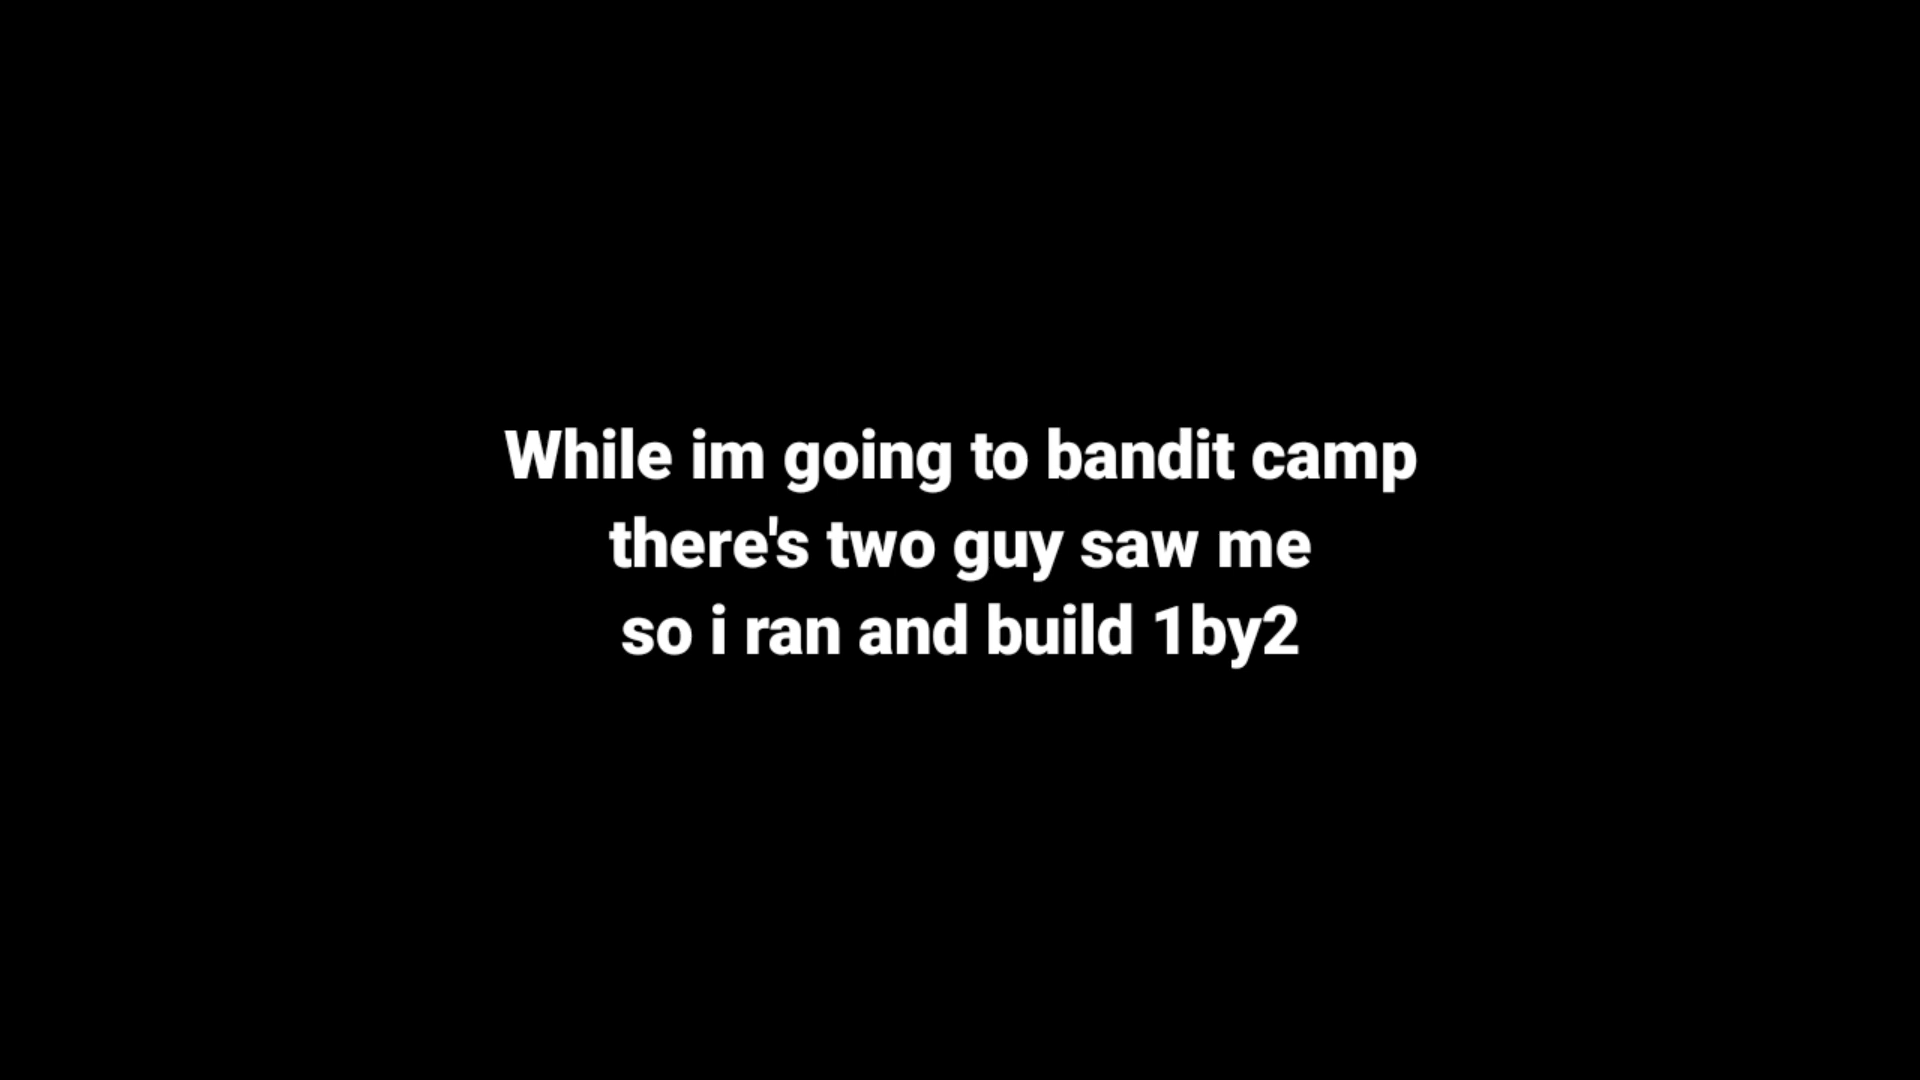 While im going to bandit camp
there's two guy saw me
so i ran and build 1by2